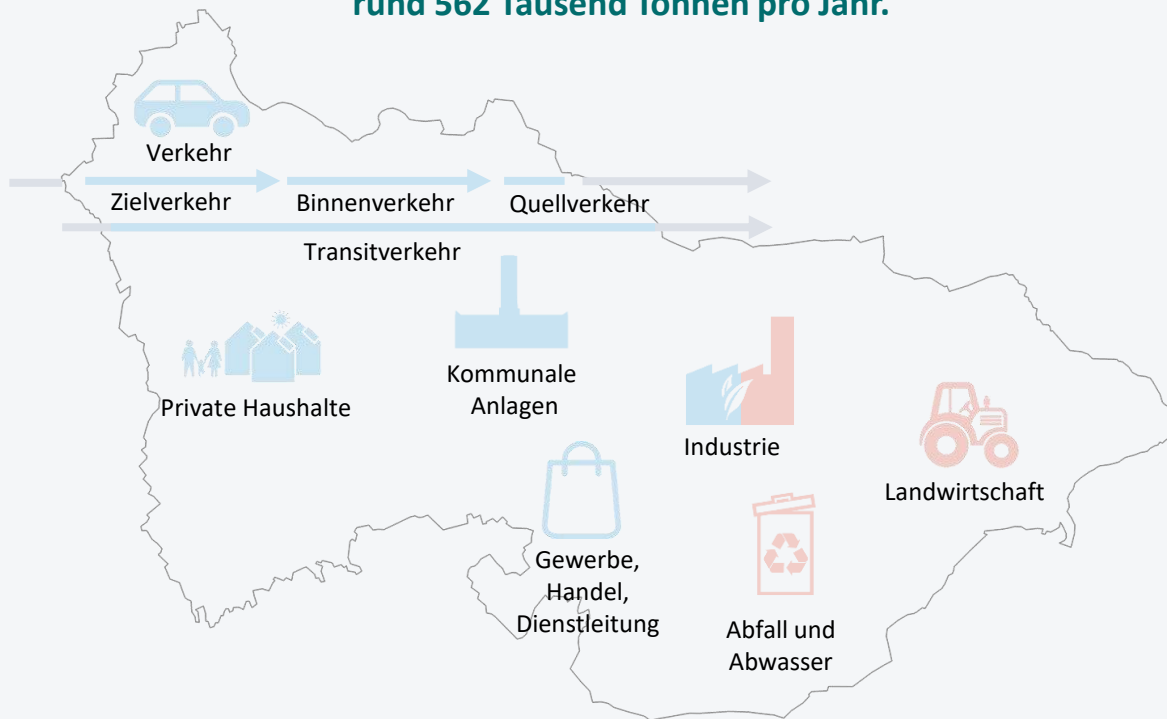 rund 562 Tausend Tonnen pro Jahr.
Verkehr
Zielverkehr
Binnenverkehr
Quellverkehr
Transitverkehr
Private Haushalte
Kommunale
Anlagen
Industrie
Landwirtschaft
Gewerbe,
Handel,
Dienstleitung
Abfall und
Abwasser